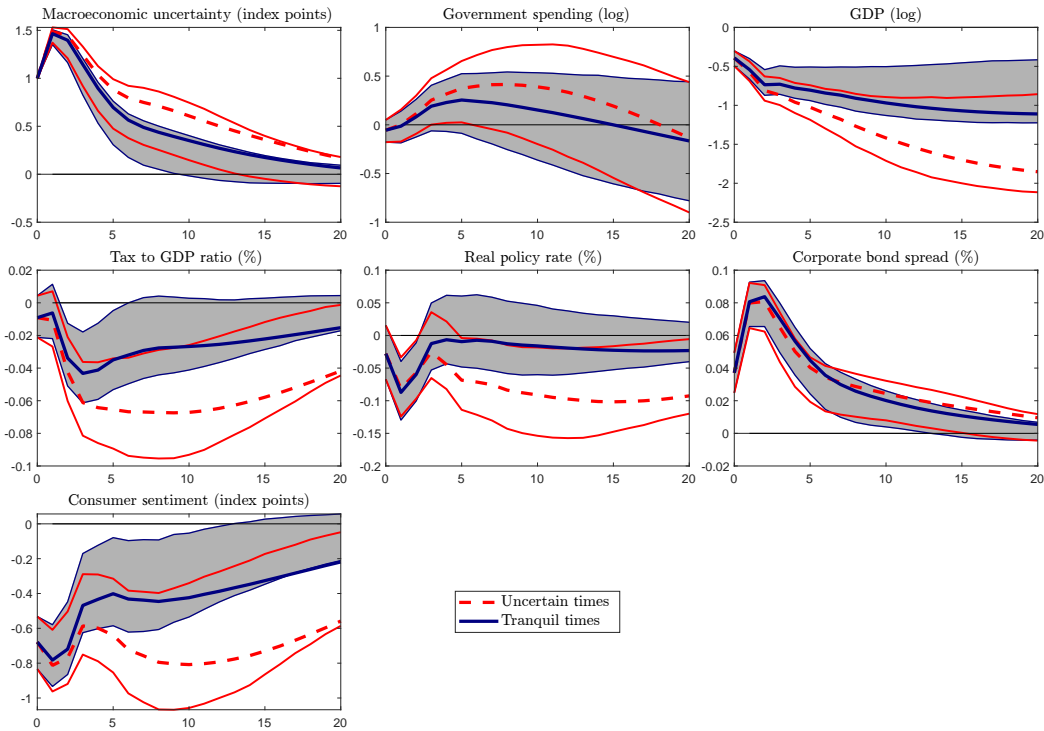 Macroeconomic uncertainty (index points)
1.5
1
0.5
0
-0.5
0 5 10 15 20
Government spending (log)
1
0.5
0
-0.5
-1
0 5 10 15 20
GDP (log)
0
-0.5
-1
-1.5
-2
-2.5
0 5 10 15 20
Tax to GDP ratio (%)
0.02
0
-0.02
-0.04
-0.06
-0.08
-0.1
0 5 10 15 20
Real policy rate (%)
0.1
0.05
0
-0.05
-0.1
-0.15
-0.2
0 5 10 15 20
Corporate bond spread (%)
0.1
0.08
0.06
0.04
0.02
0
-0.02
0 5 10 15 20
Consumer sentiment (index points)
0
-0.2
-0.4
-0.6
-0.8
-1
0 5 10 15 20
Uncertain times
Tranquil times